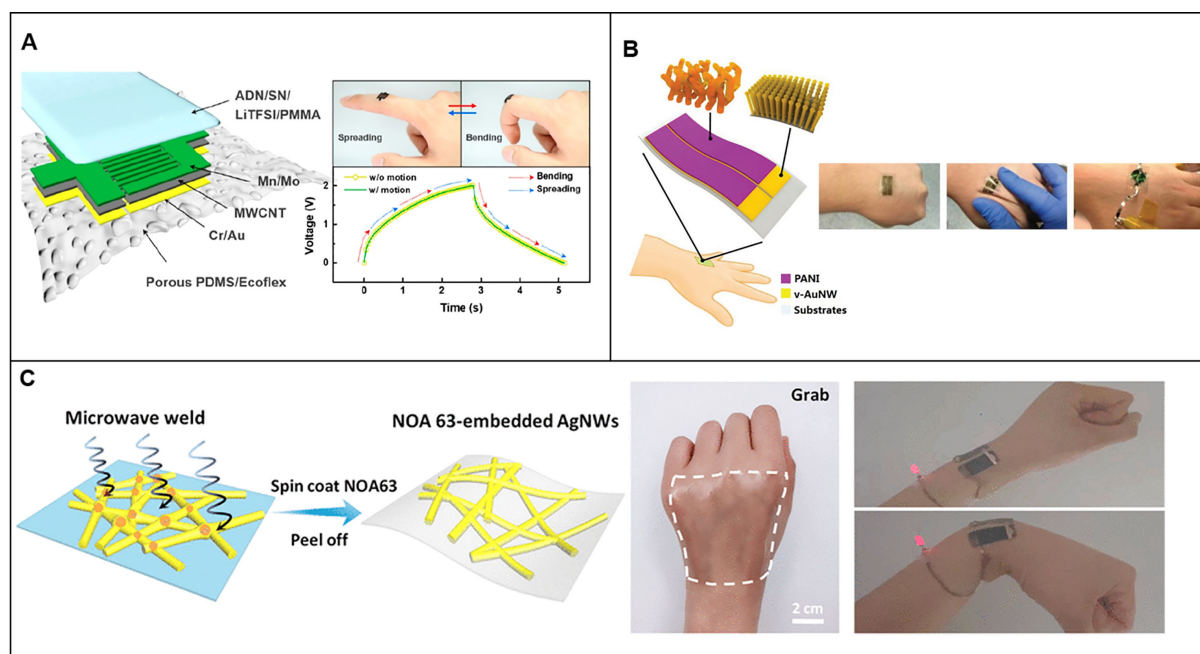 A
ADN/SN/
LiTFSI/PMMA
Mn/Mo
MWCNT
Cr/Au
Porous PDMS/Ecoflex
Spreading
Bending
w/o motion
w/ motion
Bending
Spreading
Voltage (V)
2
1
0
0
1
2
3
4
5
Time (s)
B
PANI
v-AuNW
Substrates
C
Microwave weld
Spin coat NOA63
Peel off
NOA 63-embedded AgNWs
Grab
2 cm